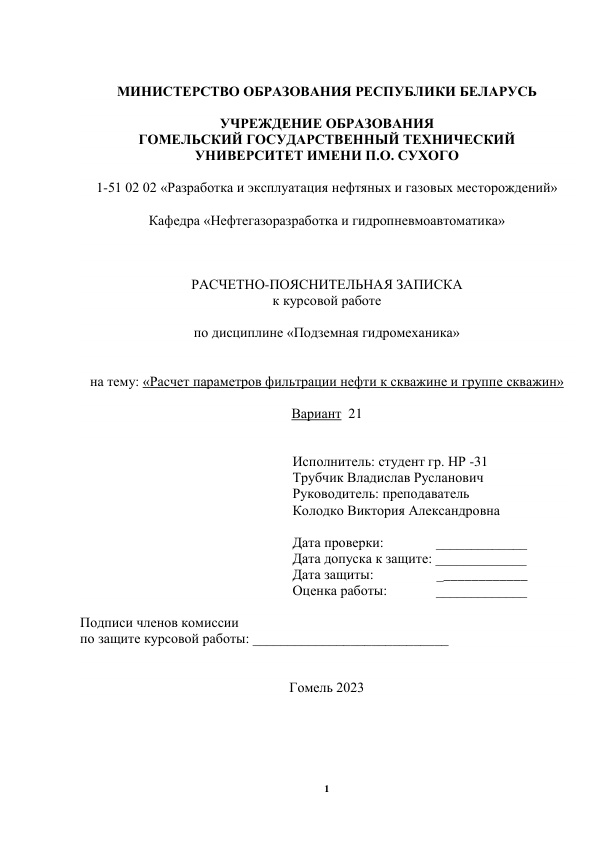 МИНИСТЕРСТВО ОБРАЗОВАНИЯ РЕСПУБЛИКИ БЕЛАРУСЬ
УЧРЕЖДЕНИЕ ОБРАЗОВАНИЯ
ГОМЕЛЬСКИЙ ГОСУДАРСТВЕННЫЙ ТЕХНИЧЕСКИЙ
УНИВЕРСИТЕТ ИМЕНИ П.О. СУХОГО
1-51 02 02 «Разработка и эксплуатация нефтяных и газовых месторождений»
Кафедра «Нефтегазоразработка и гидропневмоавтоматика»
РАСЧЕТНО-ПОЯСНИТЕЛЬНАЯ ЗАПИСКА
к курсовой работе
по дисциплине «Подземная гидромеханика»
на тему: «Расчет параметров фильтрации нефти к скважине и группе скважин»
Вариант 21
Исполнитель: студент гр. НР -31
Трубчик Владислав Русланович
Руководитель: преподаватель
Колодко Виктория Александровна
Дата проверки: _____________
Дата допуска к защите: _____________
Дата защиты: _____________
Оценка работы: _____________
Подписи членов комиссии
по защите курсовой работы: ____________________________
Гомель 2023
1